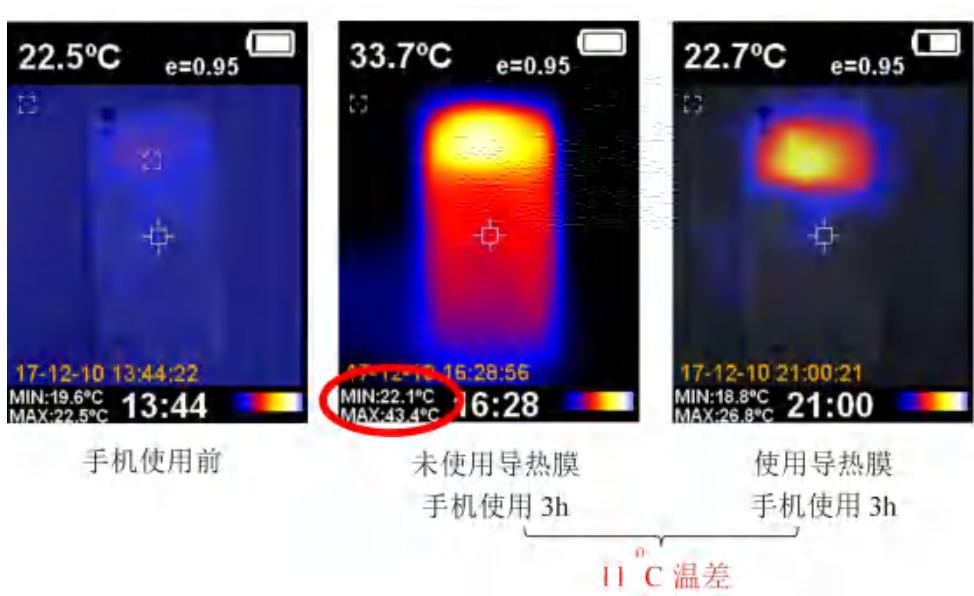 22.5ºC e=0.95
17-12-10 13:44:22
MIN:19.6ºC
MAX:22.5ºC
13:44
手机使用前
33.7ºC e=0.95
17-12-10 16:28:56
MIN:22.1ºC
MAX:43.4ºC
16:28
未使用导热膜
手机使用 3h
22.7ºC e=0.95
17-12-10 21:00:21
MIN:18.8ºC
MAX:26.8ºC
21:00
使用导热膜
手机使用 3h
11 ºC 温差